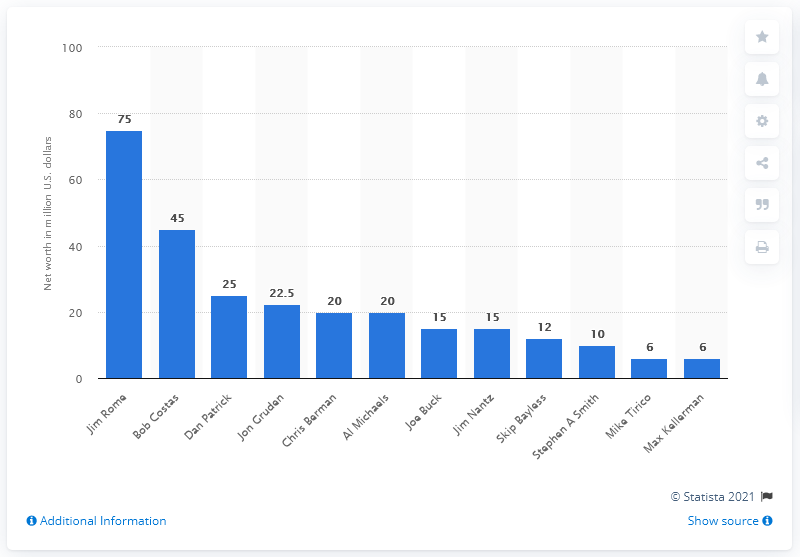 100
80
60
40
20
0
Net worth in million U.S. dollars
75
45
25
22.5
20
20
15
15
12
10
6
6
Jim Rome
Bob Costas
Dan Patrick
Jon Gruden
Chris Berman
Al Michaels
Joe Buck
Jim Nantz
Skip Bayless
Stephen A Smith
Mike Tirico
Max Kellerman
© Statista 2021
Additional Information
Show source